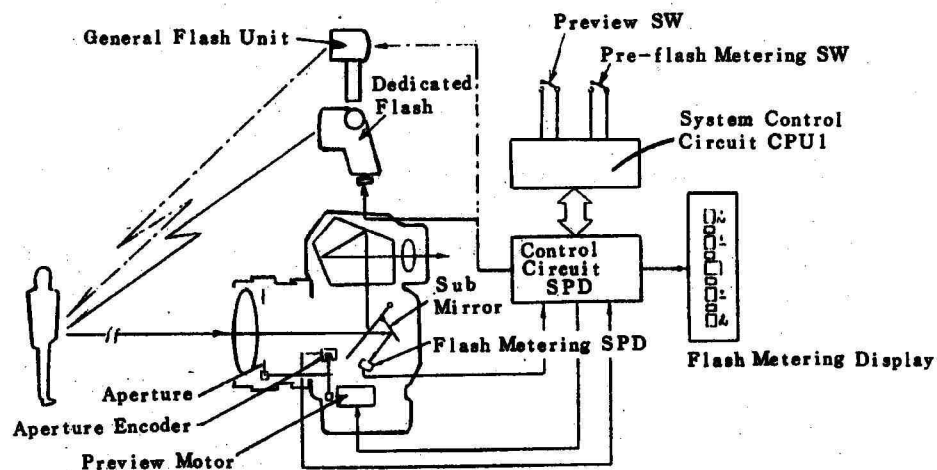 Preview SW
General Flash Unit
Pre-flash Metering SW
Dedicated
Flash
System Control
Circuit CPU1
Control
Circuit
SPD
Sub
Mirror
Flash Metering SPD
Flash Metering Display
Aperture
Aperture Encoder
Preview Motor